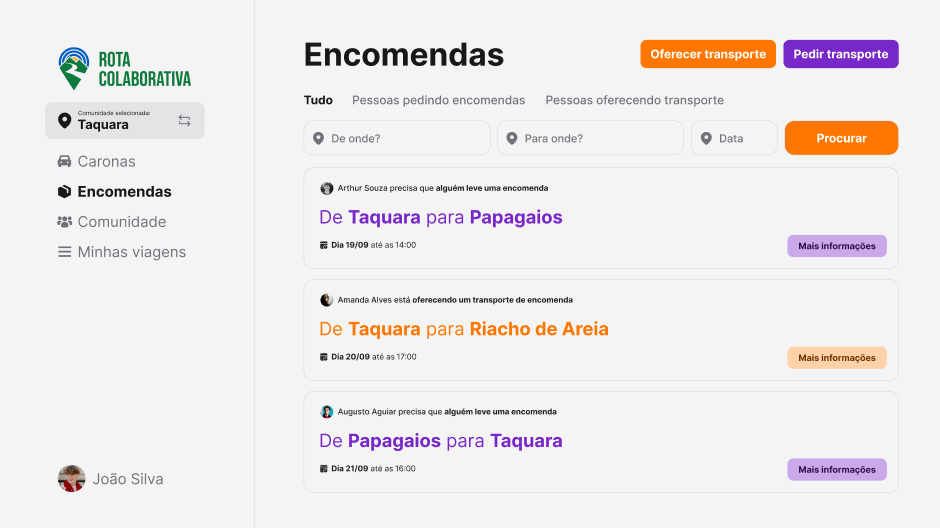 ROTA
COLABORATIVA
Comunidade selecionada:
Taquara
Caronas
Encomendas
Comunidade
Minhas viagens
João Silva
Encomendas
Oferecer transporte
Pedir transporte
Tudo
Pessoas pedindo encomendas
Pessoas oferecendo transporte
De onde?
Para onde?
Data
Procurar
Arthur Souza precisa que alguém leve uma encomenda
De Taquara para Papagaios
Dia 19/09 até as 14:00
Mais informações
Amanda Alves está oferecendo um transporte de encomenda
De Taquara para Riacho de Areia
Dia 20/09 até as 17:00
Mais informações
Augusto Aguiar precisa que alguém leve uma encomenda
De Papagaios para Taquara
Dia 21/09 até as 16:00
Mais informações